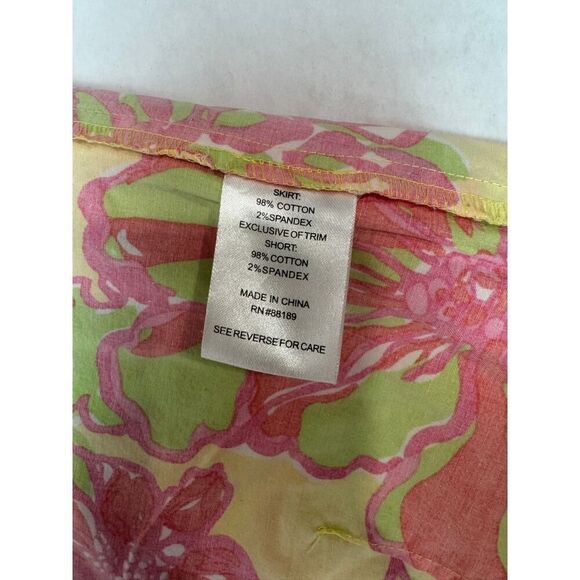 SKIRT:
98% COTTON
2%SPANDEX
EXCLUSIVE OF TRIM
SHORT:
98% COTTON
2%SPANDEX
MADE IN CHINA
RN#88189
SEE REVERSE FOR CARE